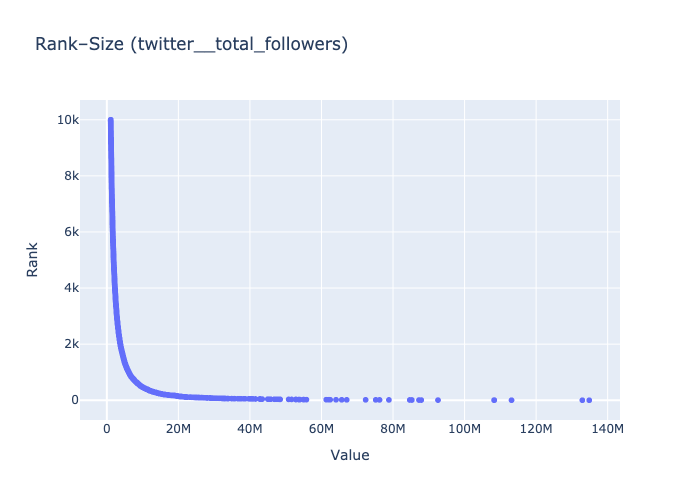 Rank−Size (twitter__total_followers)
10k
8k
6k
4k
2k
0
Rank
0 20M 40M 60M 80M 100M 120M 140M
Value